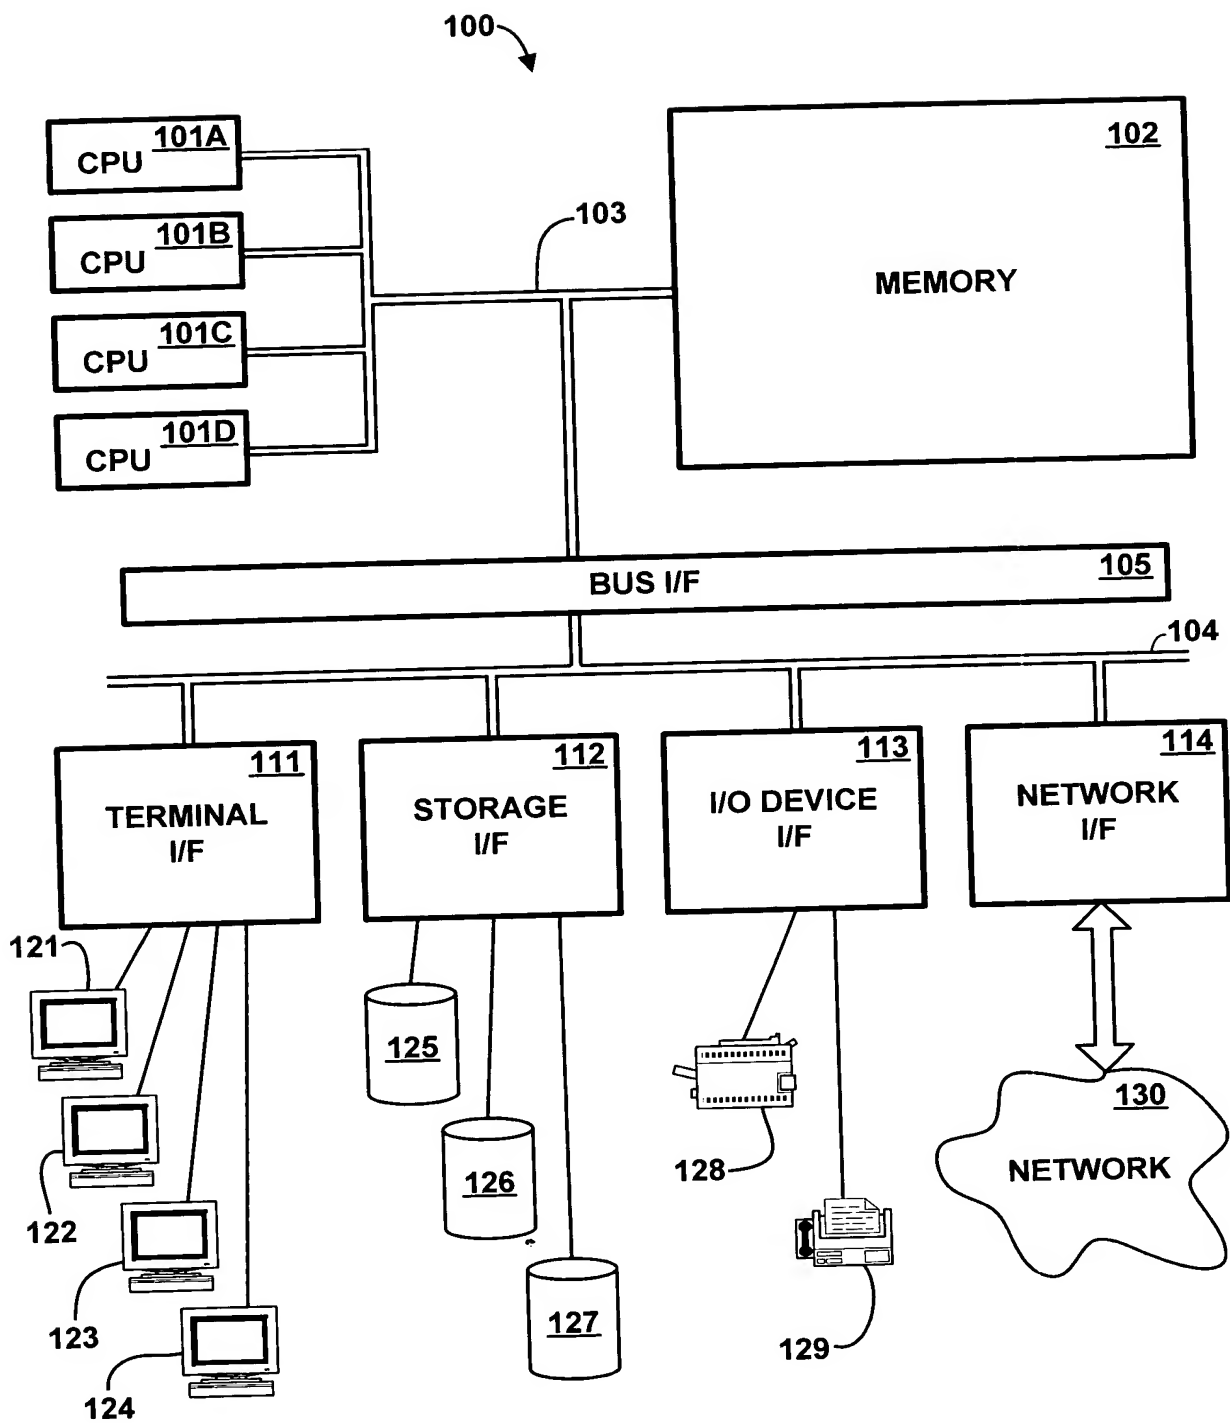 100
101A
CPU
101B
CPU
101C
CPU
101D
CPU
102
MEMORY
103
BUS I/F
105
104
111
TERMINAL
I/F
112
STORAGE
I/F
113
I/O DEVICE
I/F
114
NETWORK
I/F
121
122
123
124
125
126
127
128
129
130
NETWORK